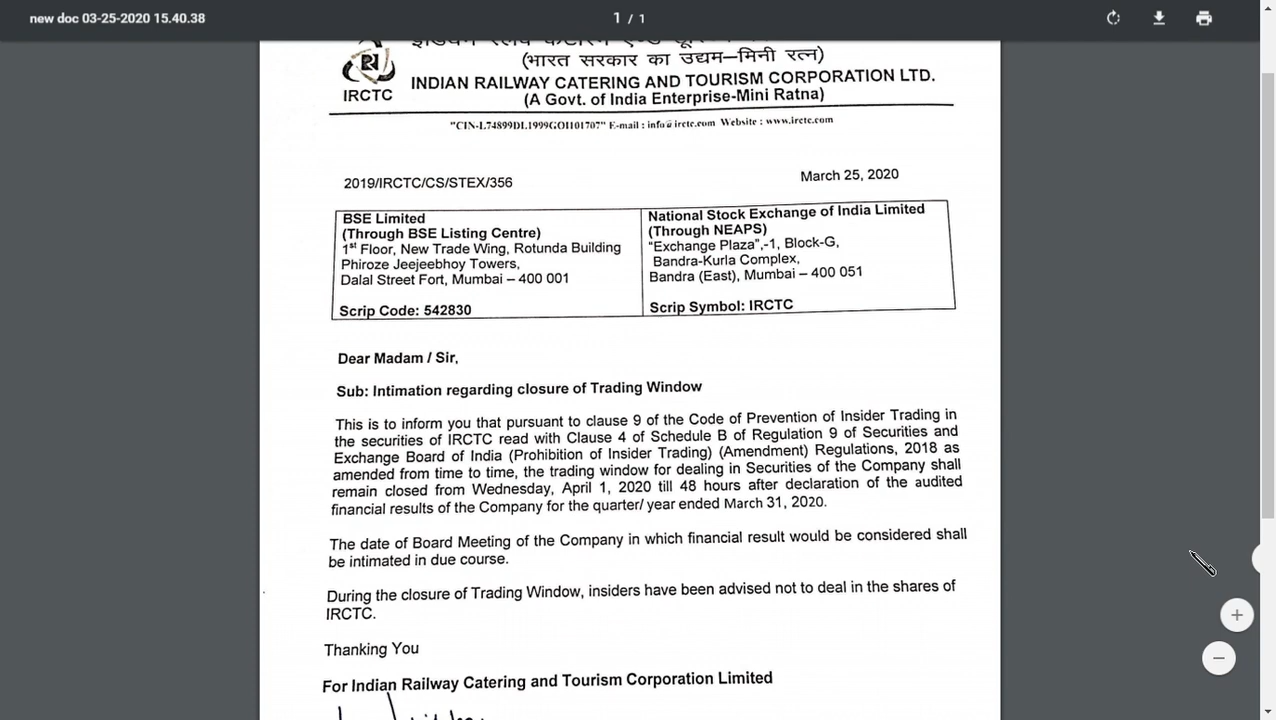 new doc 03-25-2020 15.40.38
1 / 1
(भारत सरकार का उद्यम—मिनी रत्न)
INDIAN RAILWAY CATERING AND TOURISM CORPORATION LTD.
(A Govt. of India Enterprise-Mini Ratna)
IRCTC
"CIN-L74899DL1999GOI101707" E-mail : info@irctc.com Website : www.irctc.com
2019/IRCTC/CS/STEX/356
March 25, 2020
BSE Limited
(Through BSE Listing Centre)
1st Floor, New Trade Wing, Rotunda Building
Phiroze Jeejeebhoy Towers,
Dalal Street Fort, Mumbai – 400 001
Scrip Code: 542830
National Stock Exchange of India Limited
(Through NEAPS)
"Exchange Plaza",-1, Block-G,
Bandra-Kurla Complex,
Bandra (East), Mumbai – 400 051
Scrip Symbol: IRCTC
Dear Madam / Sir,
Sub: Intimation regarding closure of Trading Window
This is to inform you that pursuant to clause 9 of the Code of Prevention of Insider Trading in
the securities of IRCTC read with Clause 4 of Schedule B of Regulation 9 of Securities and
Exchange Board of India (Prohibition of Insider Trading) (Amendment) Regulations, 2018 as
amended from time to time, the trading window for dealing in Securities of the Company shall
remain closed from Wednesday, April 1, 2020 till 48 hours after declaration of the audited
financial results of the Company for the quarter/ year ended March 31, 2020.
The date of Board Meeting of the Company in which financial result would be considered shall
be intimated in due course.
During the closure of Trading Window, insiders have been advised not to deal in the shares of
IRCTC.
Thanking You
For Indian Railway Catering and Tourism Corporation Limited